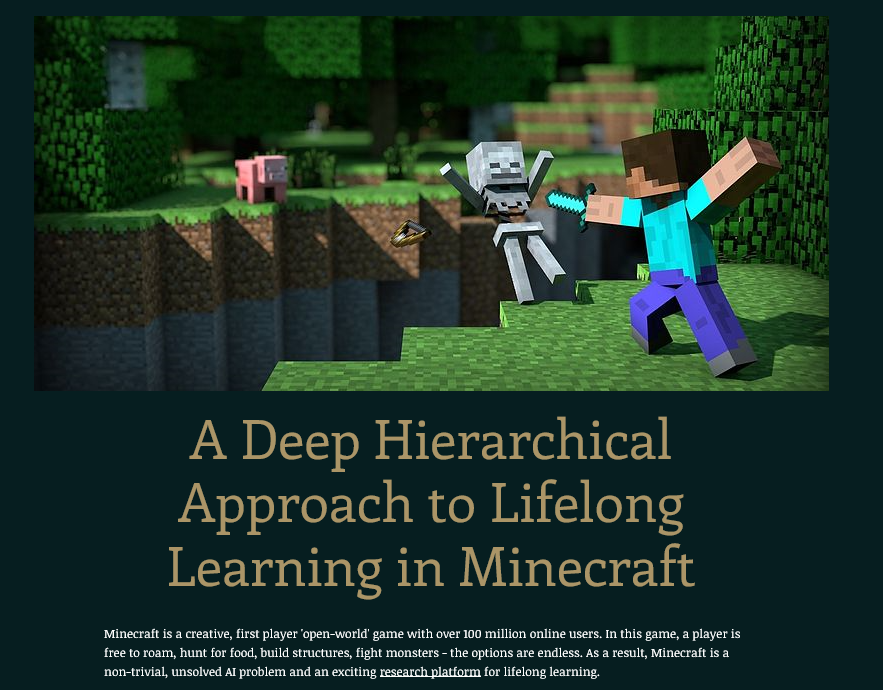 A Deep Hierarchical
Approach to Lifelong
Learning in Minecraft
Minecraft is a creative, first player 'open-world' game with over 100 million online users. In this game, a player is
free to roam, hunt for food, build structures, fight monsters - the options are endless. As a result, Minecraft is a
non-trivial, unsolved AI problem and an exciting research platform for lifelong learning.